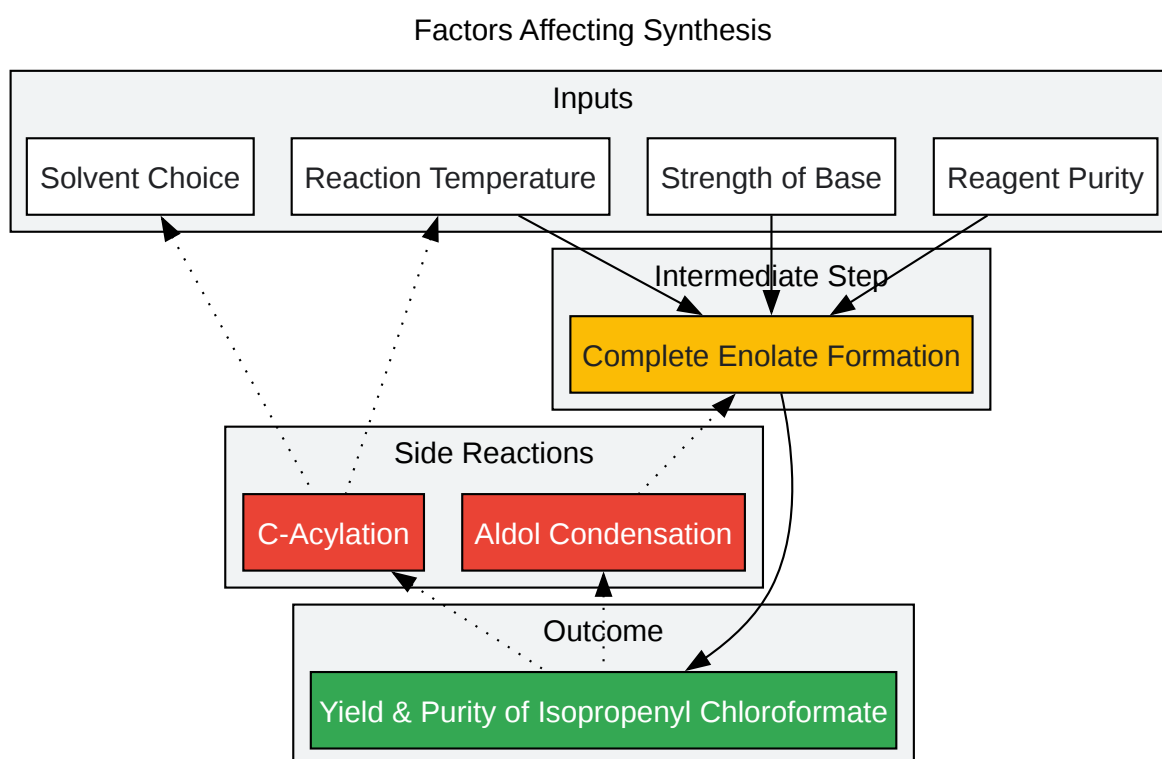 Factors Affecting Synthesis
Inputs
Solvent Choice
Reaction Temperature
Strength of Base
Reagent Purity
Intermediate Step
Complete Enolate Formation
Side Reactions
C-Acylation
Aldol Condensation
Outcome
Yield & Purity of Isopropenyl Chloroformate